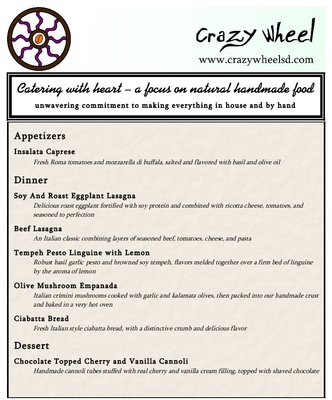 Crazy Wheel
www.crazywheelsd.com
Catering with heart – a focus on natural handmade food
unwavering commitment to making everything in house and by hand
Appetizers
Insalata Caprese
Fresh Roma tomatoes and mozzarella di buffala, salted and flavored with basil and olive oil
Dinner
Soy And Roast Eggplant Lasagna
Delicious roast eggplant fortified with soy protein and combined with ricotta cheese, tomatoes, and
seasoned to perfection
Beef Lasagna
An Italian classic combining layers of seasoned beef, tomatoes, cheese, and pasta
Tempeh Pesto Linguine with Lemon
Robust basil garlic pesto and browned soy tempeh, flavors melded together over a firm bed of linguine
by the aroma of lemon
Olive Mushroom Empanada
Italian crimini mushrooms cooked with garlic and kalamata olives, then packed into our handmade crust
and baked in a very hot oven
Ciabatta Bread
Fresh Italian style ciabatta bread, with a distinctive crumb and delicious flavor
Dessert
Chocolate Topped Cherry and Vanilla Cannoli
Handmade cannoli tubes stuffed with real cherry and vanilla cream filling, topped with shaved chocolate